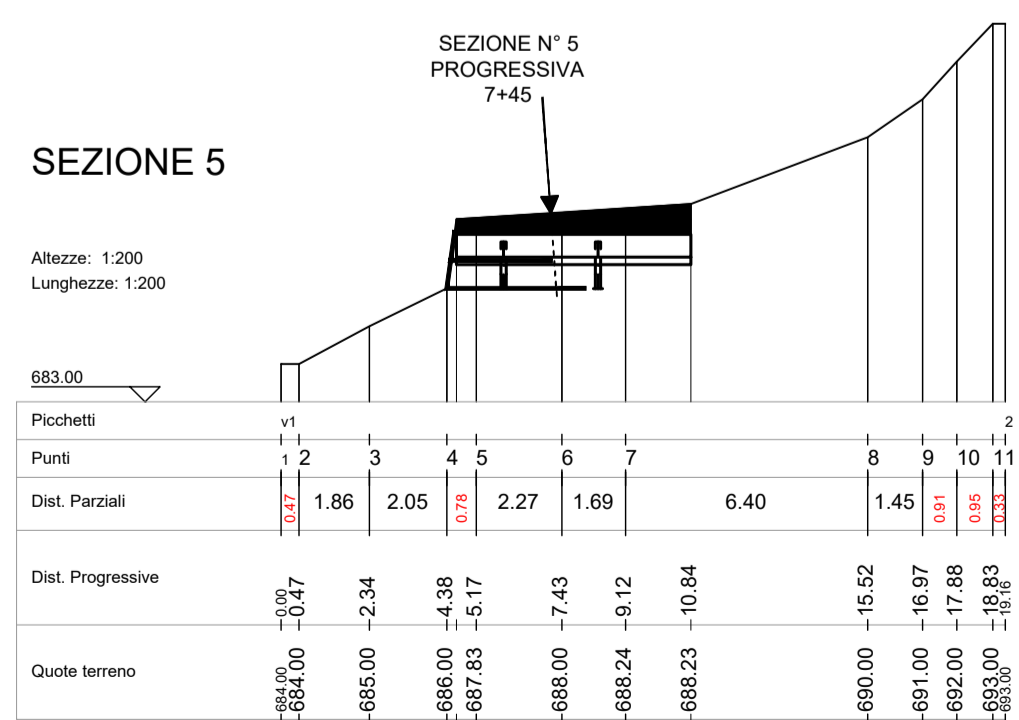 SEZIONE N° 5
PROGRESSIVA
7+45
SEZIONE 5
Altezze: 1:200
Lunghezze: 1:200
683.00
Picchetti v1 2
Punti 1 2 3 4 5 6 7 8 9 10 11
Dist. Parziali 0.47 1.86 2.05 0.78 2.27 1.69 6.40 1.45 0.91 0.95 0.33
Dist. Progressive 0.00 0.47 2.34 4.38 5.17 7.43 9.12 10.84 15.52 16.97 17.88 18.83 19.16
Quote terreno 684.00 684.00 685.00 686.00 687.83 688.00 688.24 688.23 690.00 691.00 692.00 693.00 693.00